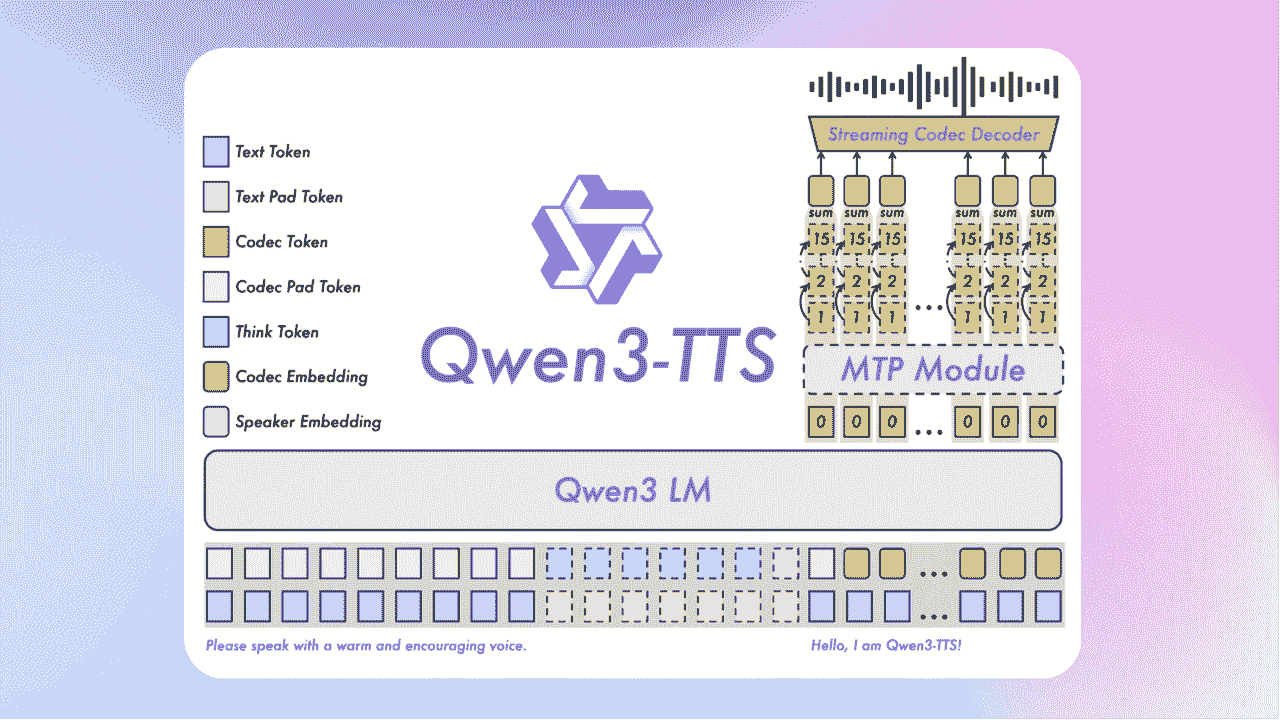 Text Token
Text Pad Token
Codec Token
Codec Pad Token
Think Token
Codec Embedding
Speaker Embedding
Qwen3-TTS
Streaming Codec Decoder
sum sum sum sum sum sum
15 15 15 15 15 15
2 2 2 ... 2 2 2
1 1 1 1 1 1
MTP Module
0 0 0 ... 0 0 0
Qwen3 LM
...
...
Please speak with a warm and encouraging voice.
Hello, I am Qwen3-TTS!